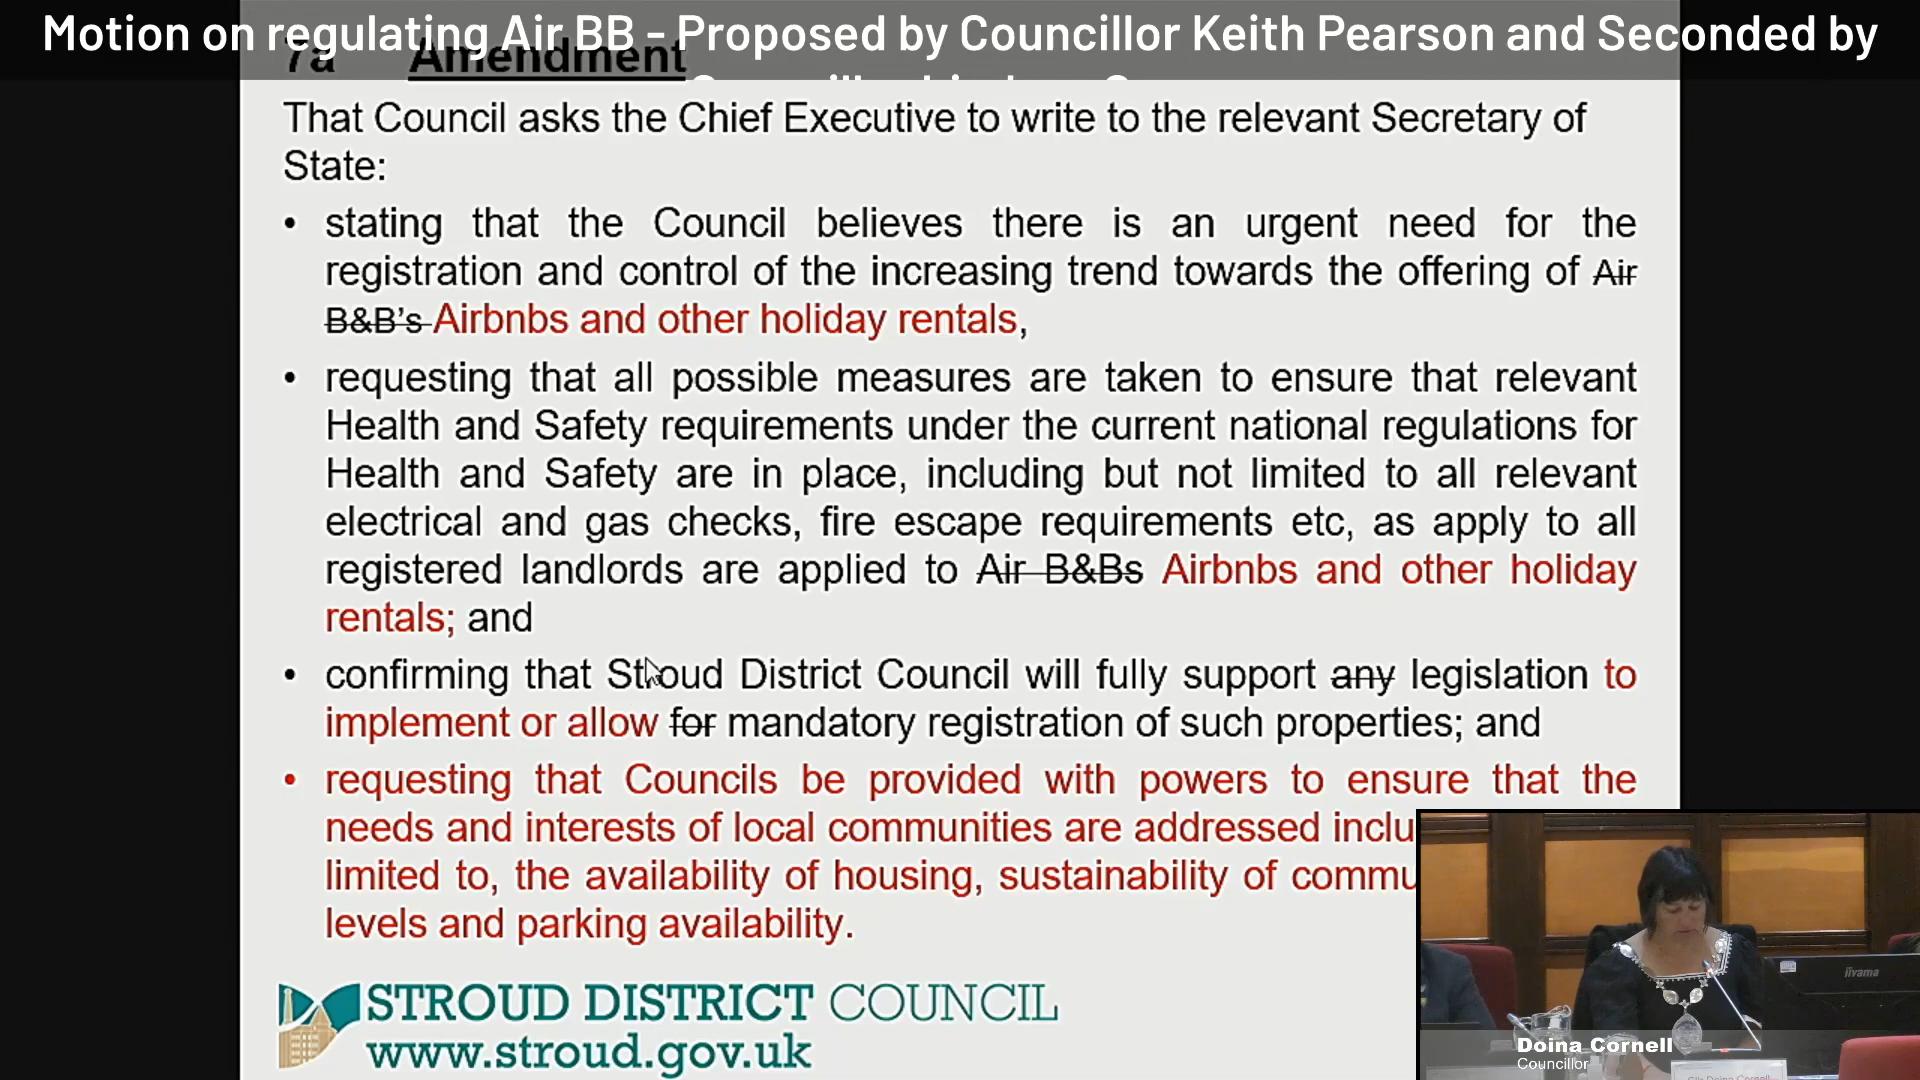 Motion on regulating Air BB - Proposed by Councillor Keith Pearson and Seconded by
7a Amendment
That Council asks the Chief Executive to write to the relevant Secretary of
State:
• stating that the Council believes there is an urgent need for the
registration and control of the increasing trend towards the offering of Air
B&B's Airbnbs and other holiday rentals,
• requesting that all possible measures are taken to ensure that relevant
Health and Safety requirements under the current national regulations for
Health and Safety are in place, including but not limited to all relevant
electrical and gas checks, fire escape requirements etc, as apply to all
registered landlords are applied to Air B&Bs Airbnbs and other holiday
rentals; and
• confirming that Stroud District Council will fully support any legislation to
implement or allow for mandatory registration of such properties; and
• requesting that Councils be provided with powers to ensure that the
needs and interests of local communities are addressed inclu
limited to, the availability of housing, sustainability of commu
levels and parking availability.
STROUD DISTRICT COUNCIL
www.stroud.gov.uk
iiyama
Doina Cornell
Councillor
Cllr Doina Cornell